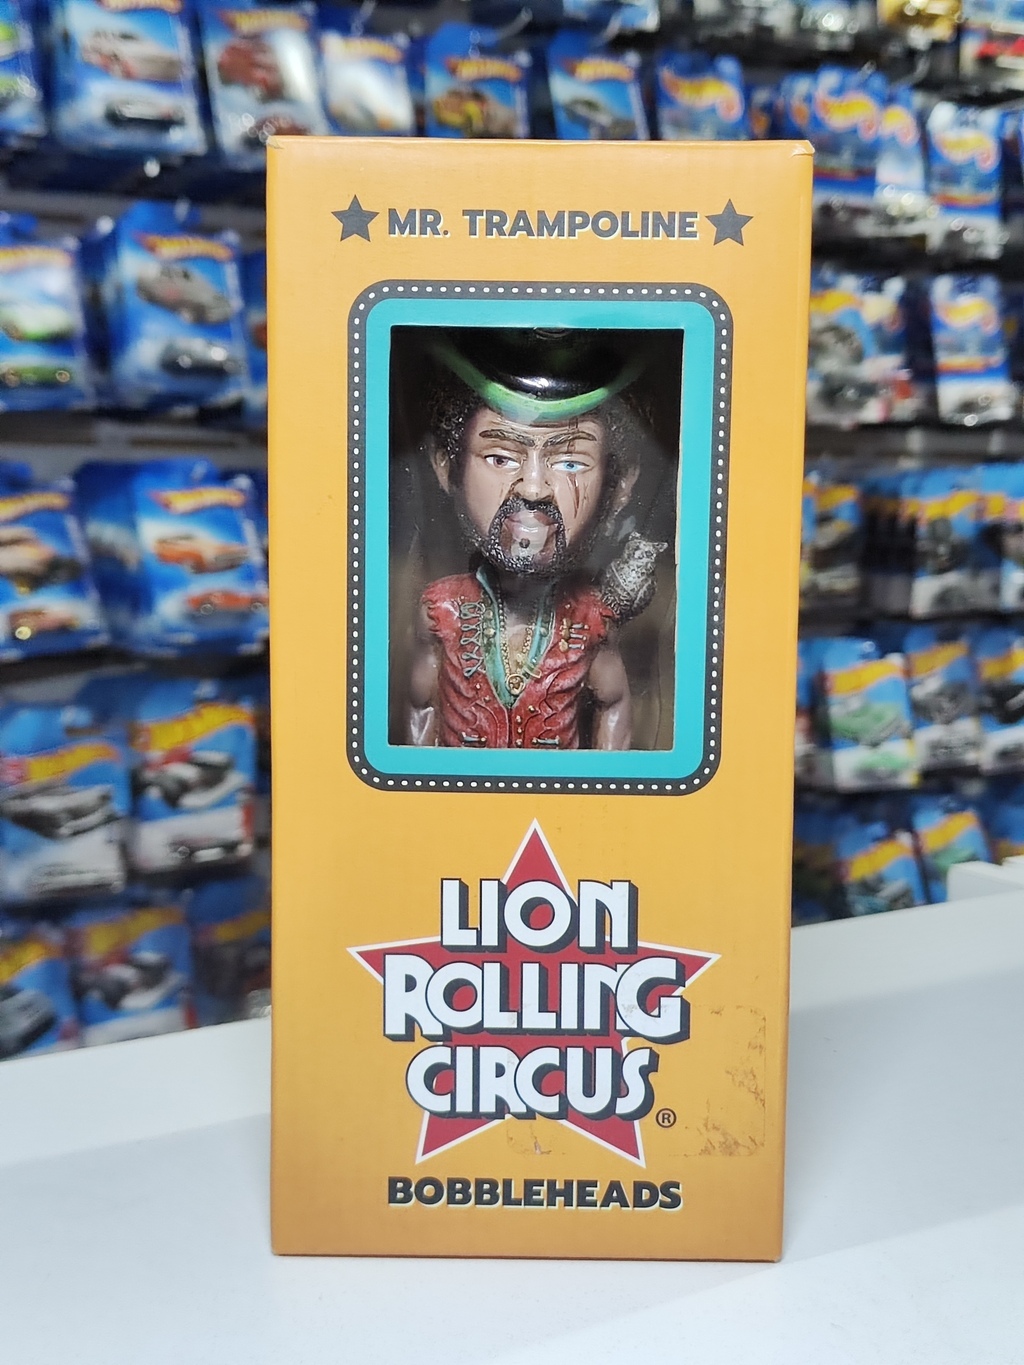 MR. TRAMPOLINE
LION
ROLLING
CIRCUS
®
BOBBLEHEADS